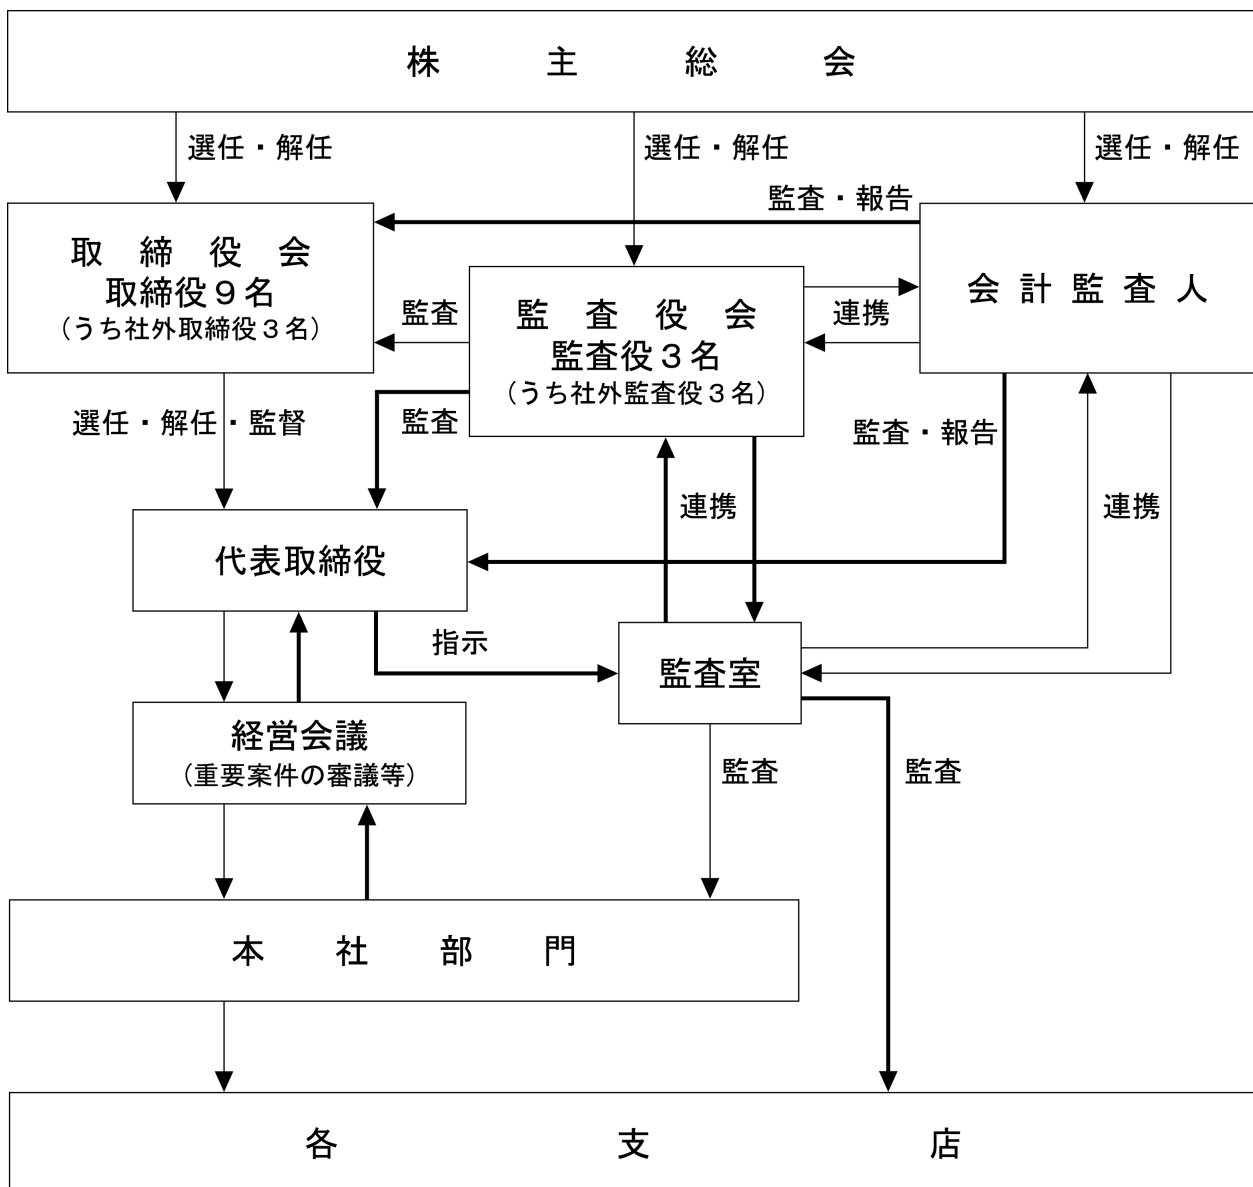 株主総会
選任・解任
選任・解任
選任・解任
監査・報告
取締役会
取締役９名
（うち社外取締役３名）
監査
監査役会
監査役３名
（うち社外監査役３名）
連携
会計監査人
選任・解任・監督
監査
監査・報告
連携
連携
代表取締役
指示
監査室
経営会議
（重要案件の審議等）
監査
監査
本社部門
各支店